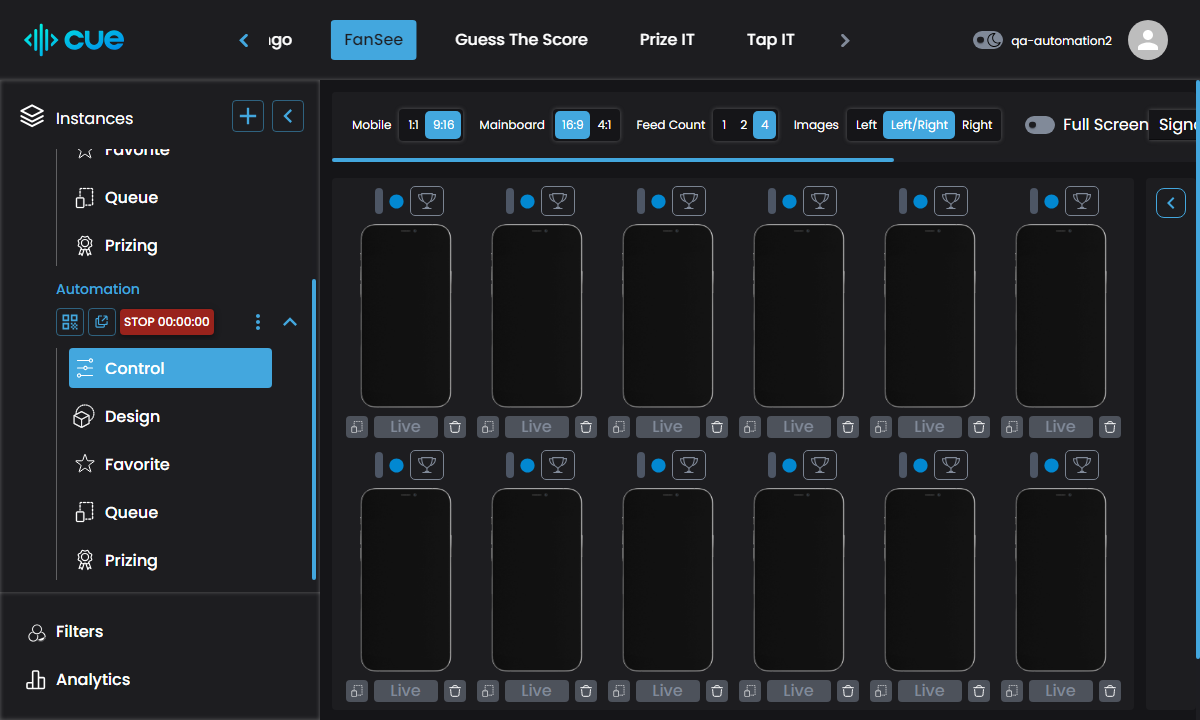 cue
FanSee
Guess The Score
Prize IT
Tap IT
qa-automation2
Instances
Favorite
Queue
Prizing
Automation
STOP 00:00:00
Control
Design
Favorite
Queue
Prizing
Filters
Analytics
Mobile 1:1 9:16 Mainboard 16:9 4:1 Feed Count 1 2 4 Images Left Left/Right Right Full Screen
Live Live Live Live Live Live
Live Live Live Live Live Live